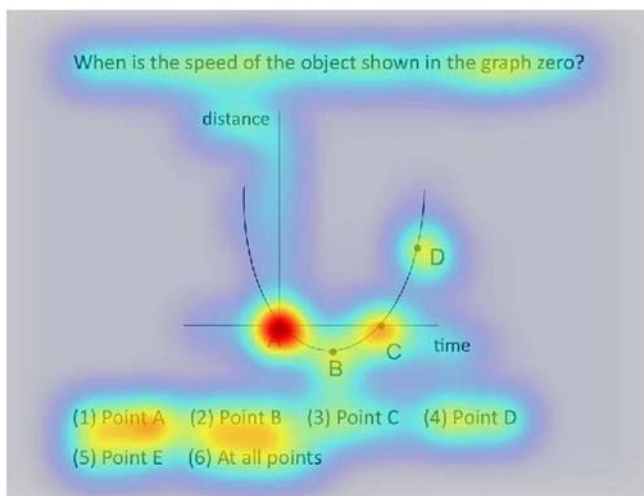 When is the speed of the object shown in the graph zero?
distance
D
A
C
time
B
(1) Point A (2) Point B (3) Point C (4) Point D
(5) Point E (6) At all points